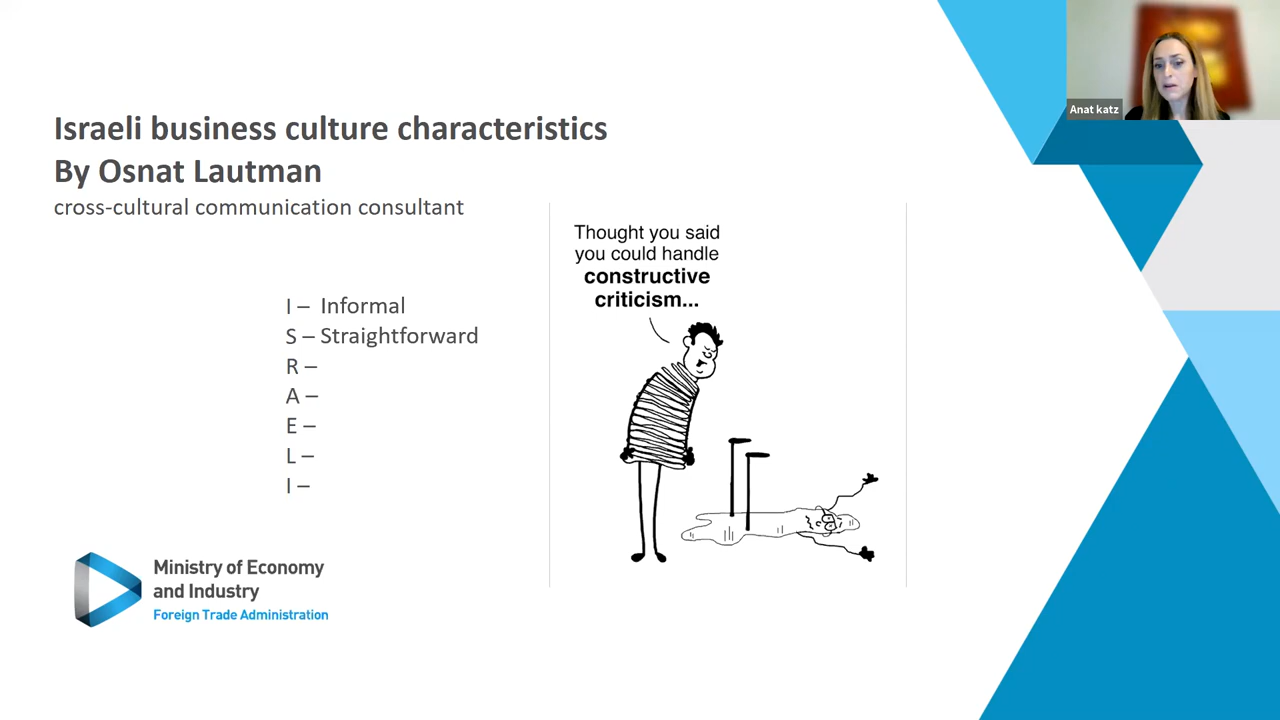 Anat katz
Israeli business culture characteristics
By Osnat Lautman
cross-cultural communication consultant
Thought you said
you could handle
constructive
criticism...
I – Informal
S – Straightforward
R –
A –
E –
L –
I –
Ministry of Economy
and Industry
Foreign Trade Administration